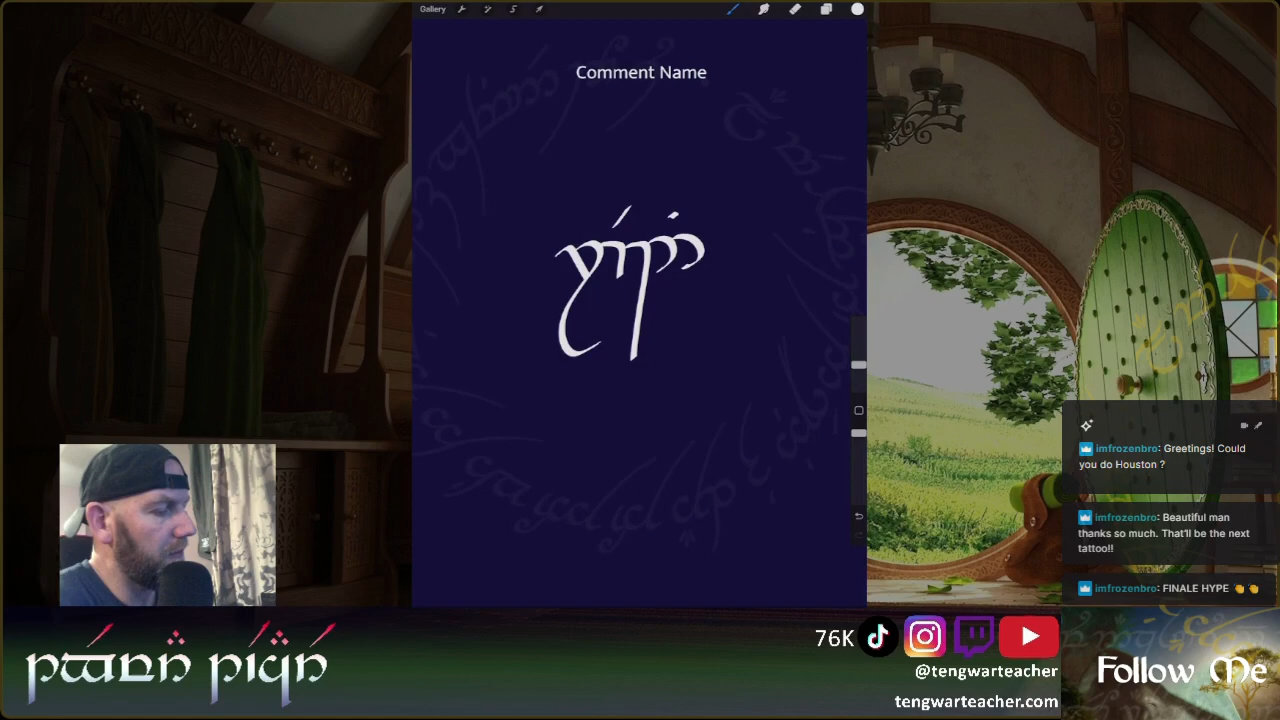 Gallery
Comment Name
imfrozenbro: Greetings! Could
you do Houston ?
imfrozenbro: Beautiful man
thanks so much. That'll be the next
tattoo!!
imfrozenbro: FINALE HYPE 👏 👏
76K
@tengwarteacher
tengwarteacher.com
Follow Me